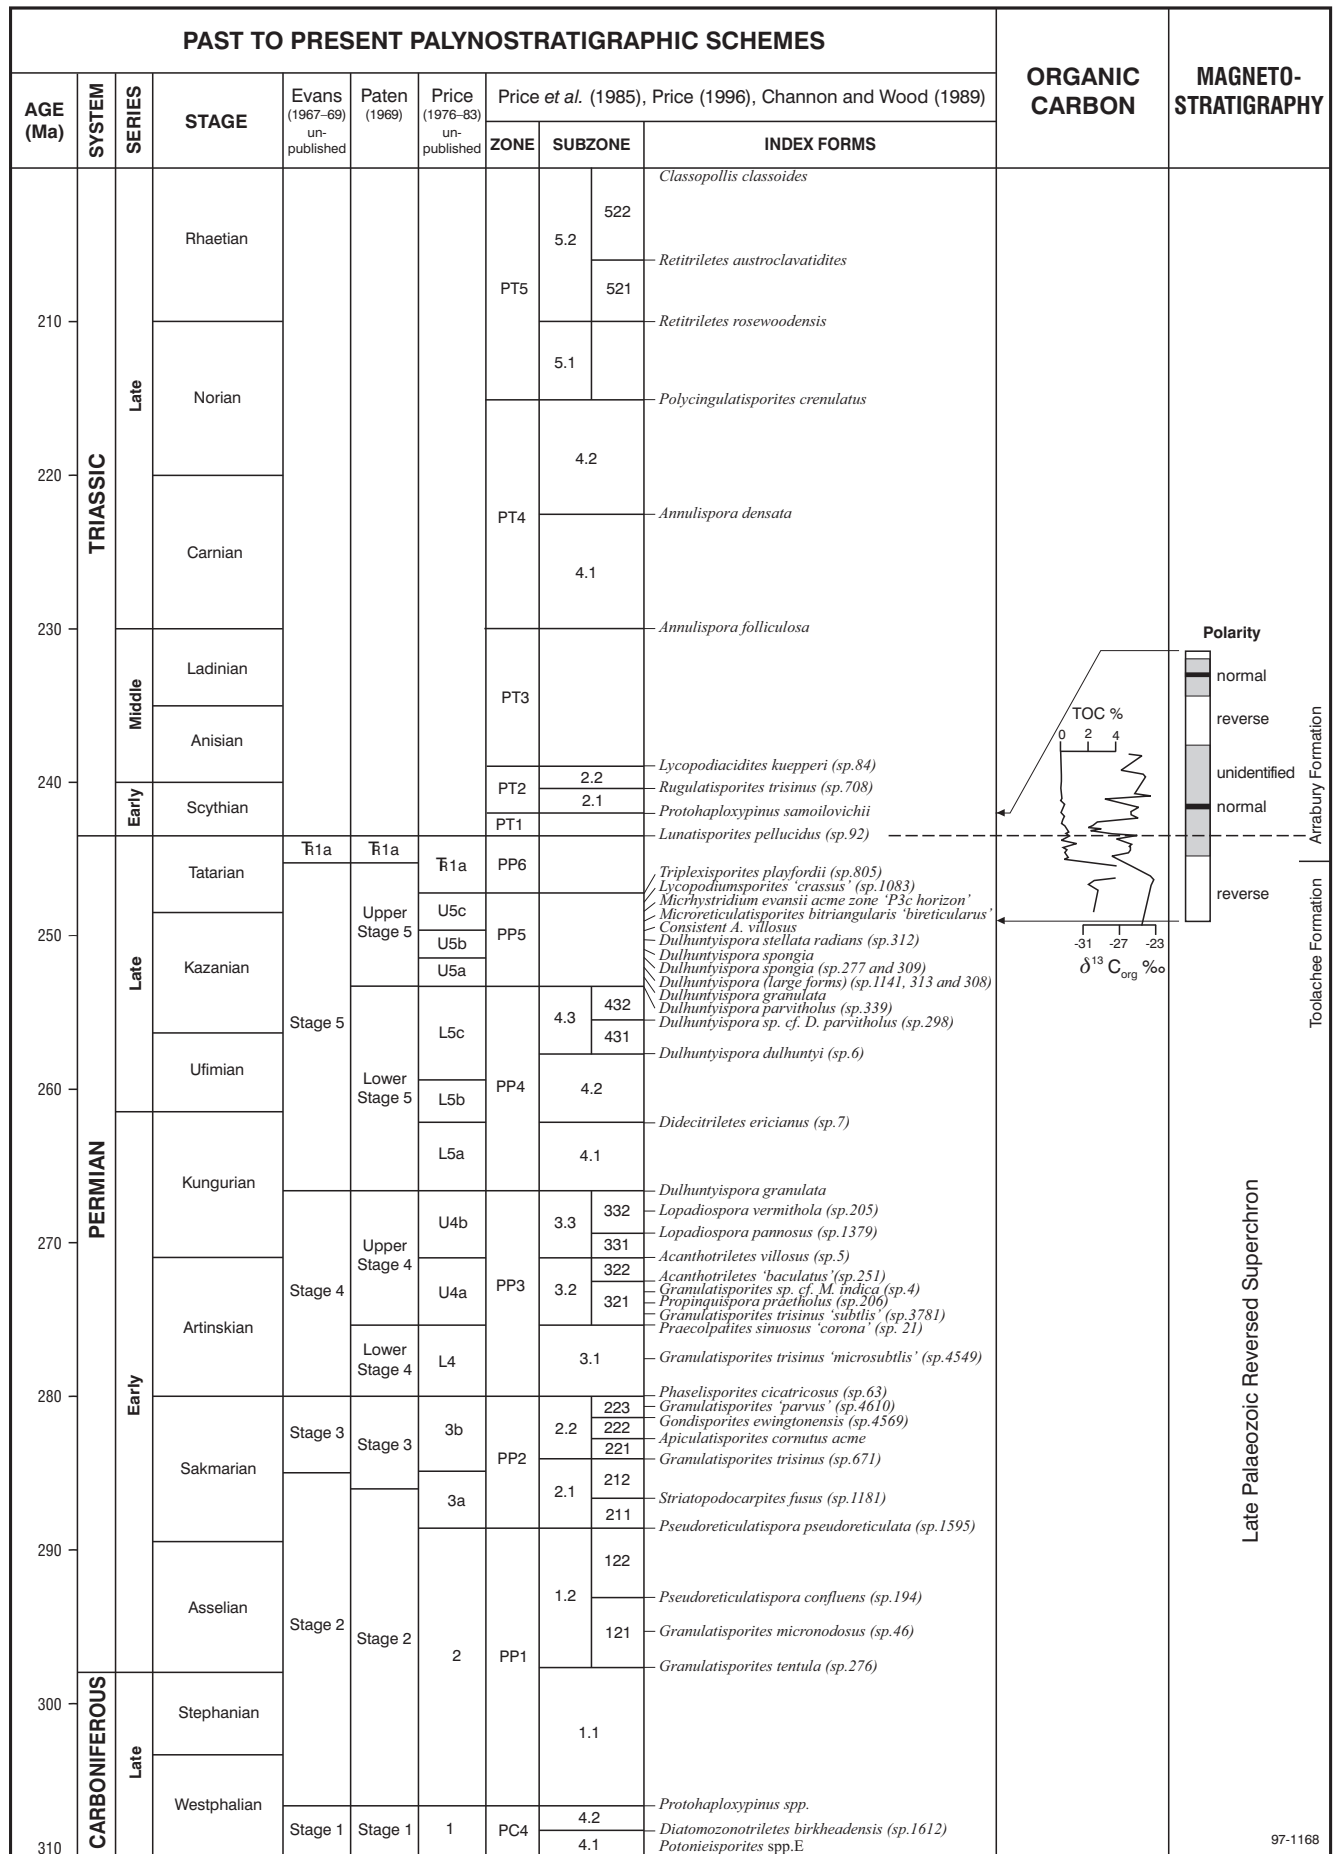 PAST TO PRESENT PALYNOSTRATIGRAPHIC SCHEMES
ORGANIC
CARBON
MAGNETO-
STRATIGRAPHY
AGE
(Ma)
SYSTEM
SERIES
STAGE
Evans
(1967–69)
un-
published
Paten
(1969)
Price
(1976–83)
un-
published
Price et al. (1985), Price (1996), Channon and Wood (1989)
ZONE
SUBZONE
INDEX FORMS
210
220
230
240
250
260
270
280
290
300
310
TRIASSIC
PERMIAN
CARBONIFEROUS
Late
Middle
Early
Late
Early
Late
Rhaetian
Norian
Carnian
Ladinian
Anisian
Scythian
Tatarian
Kazanian
Ufimian
Kungurian
Artinskian
Sakmarian
Asselian
Stephanian
Westphalian
Ŧ1a
Stage 5
Stage 4
Stage 3
Stage 2
Stage 1
Ŧ1a
Upper
Stage 5
Lower
Stage 5
Upper
Stage 4
Lower
Stage 4
Stage 3
Stage 2
Stage 1
Ŧ1a
U5c
U5b
U5a
L5c
L5b
L5a
U4b
U4a
L4
3b
3a
2
1
PT5
PT4
PT3
PT2
PT1
PP6
PP5
PP4
PP3
PP2
PP1
PC4
5.2
5.1
4.2
4.1
2.2
2.1
4.3
4.2
4.1
3.3
3.2
3.1
2.2
2.1
1.2
1.1
4.2
4.1
522
521
432
431
332
331
322
321
223
222
221
212
211
122
121
Classopollis classoides
Retitriletes austroclavatidites
Retitriletes rosewoodensis
Polycingulatisporites crenulatus
Annulispora densata
Annulispora folliculosa
Lycopodiacidites kuepperi (sp.84)
Rugulatisporites trisinus (sp.708)
Protohaploxypinus samoilovichii
Lunatisporites pellucidus (sp.92)
Triplexisporites playfordii (sp.805)
Lycopodiumsporites ‘crassus’ (sp.1083)
Micrhystridium evansii acme zone ‘P3c horizon’
Microreticulatisporites bitriangularis ‘bireticularus’
Consistent A. villosus
Dulhuntyispora stellata radians (sp.312)
Dulhuntyispora spongia
Dulhuntyispora spongia (sp.277 and 309)
Dulhuntyispora (large forms) (sp.1141, 313 and 308)
Dulhuntyispora granulata
Dulhuntyispora parvitholus (sp.339)
Dulhuntyispora sp. cf. D. parvitholus (sp.298)
Dulhuntyispora dulhuntyi (sp.6)
Didecitriletes ericianus (sp.7)
Dulhuntyispora granulata
Lopadiospora vermithola (sp.205)
Lopadiospora pannosus (sp.1379)
Acanthotriletes villosus (sp.5)
Acanthotriletes ‘baculatus’(sp.251)
Granulatisporites sp. cf. M. indica (sp.4)
Propinquispora praetholus (sp.206)
Granulatisporites trisinus ‘subtlis’ (sp.3781)
Praecolpatites sinuosus ‘corona’ (sp. 21)
Granulatisporites trisinus ‘microsubtlis’ (sp.4549)
Phaselisporites cicatricosus (sp.63)
Granulatisporites ‘parvus’ (sp.4610)
Gondisporites ewingtonensis (sp.4569)
Apiculatisporites cornutus acme
Granulatisporites trisinus (sp.671)
Striatopodocarpites fusus (sp.1181)
Pseudoreticulatispora pseudoreticulata (sp.1595)
Pseudoreticulatispora confluens (sp.194)
Granulatisporites micronodosus (sp.46)
Granulatisporites tentula (sp.276)
Protohaploxypinus spp.
Diatomozonotriletes birkheadensis (sp.1612)
Potonieisporites spp.E
TOC %
0 2 4
-31 -27 -23
δ13 Corg ‰
Polarity
normal
reverse
unidentified
normal
reverse
Arrabury Formation
Toolachee Formation
Late Palaeozoic Reversed Superchron
97-1168